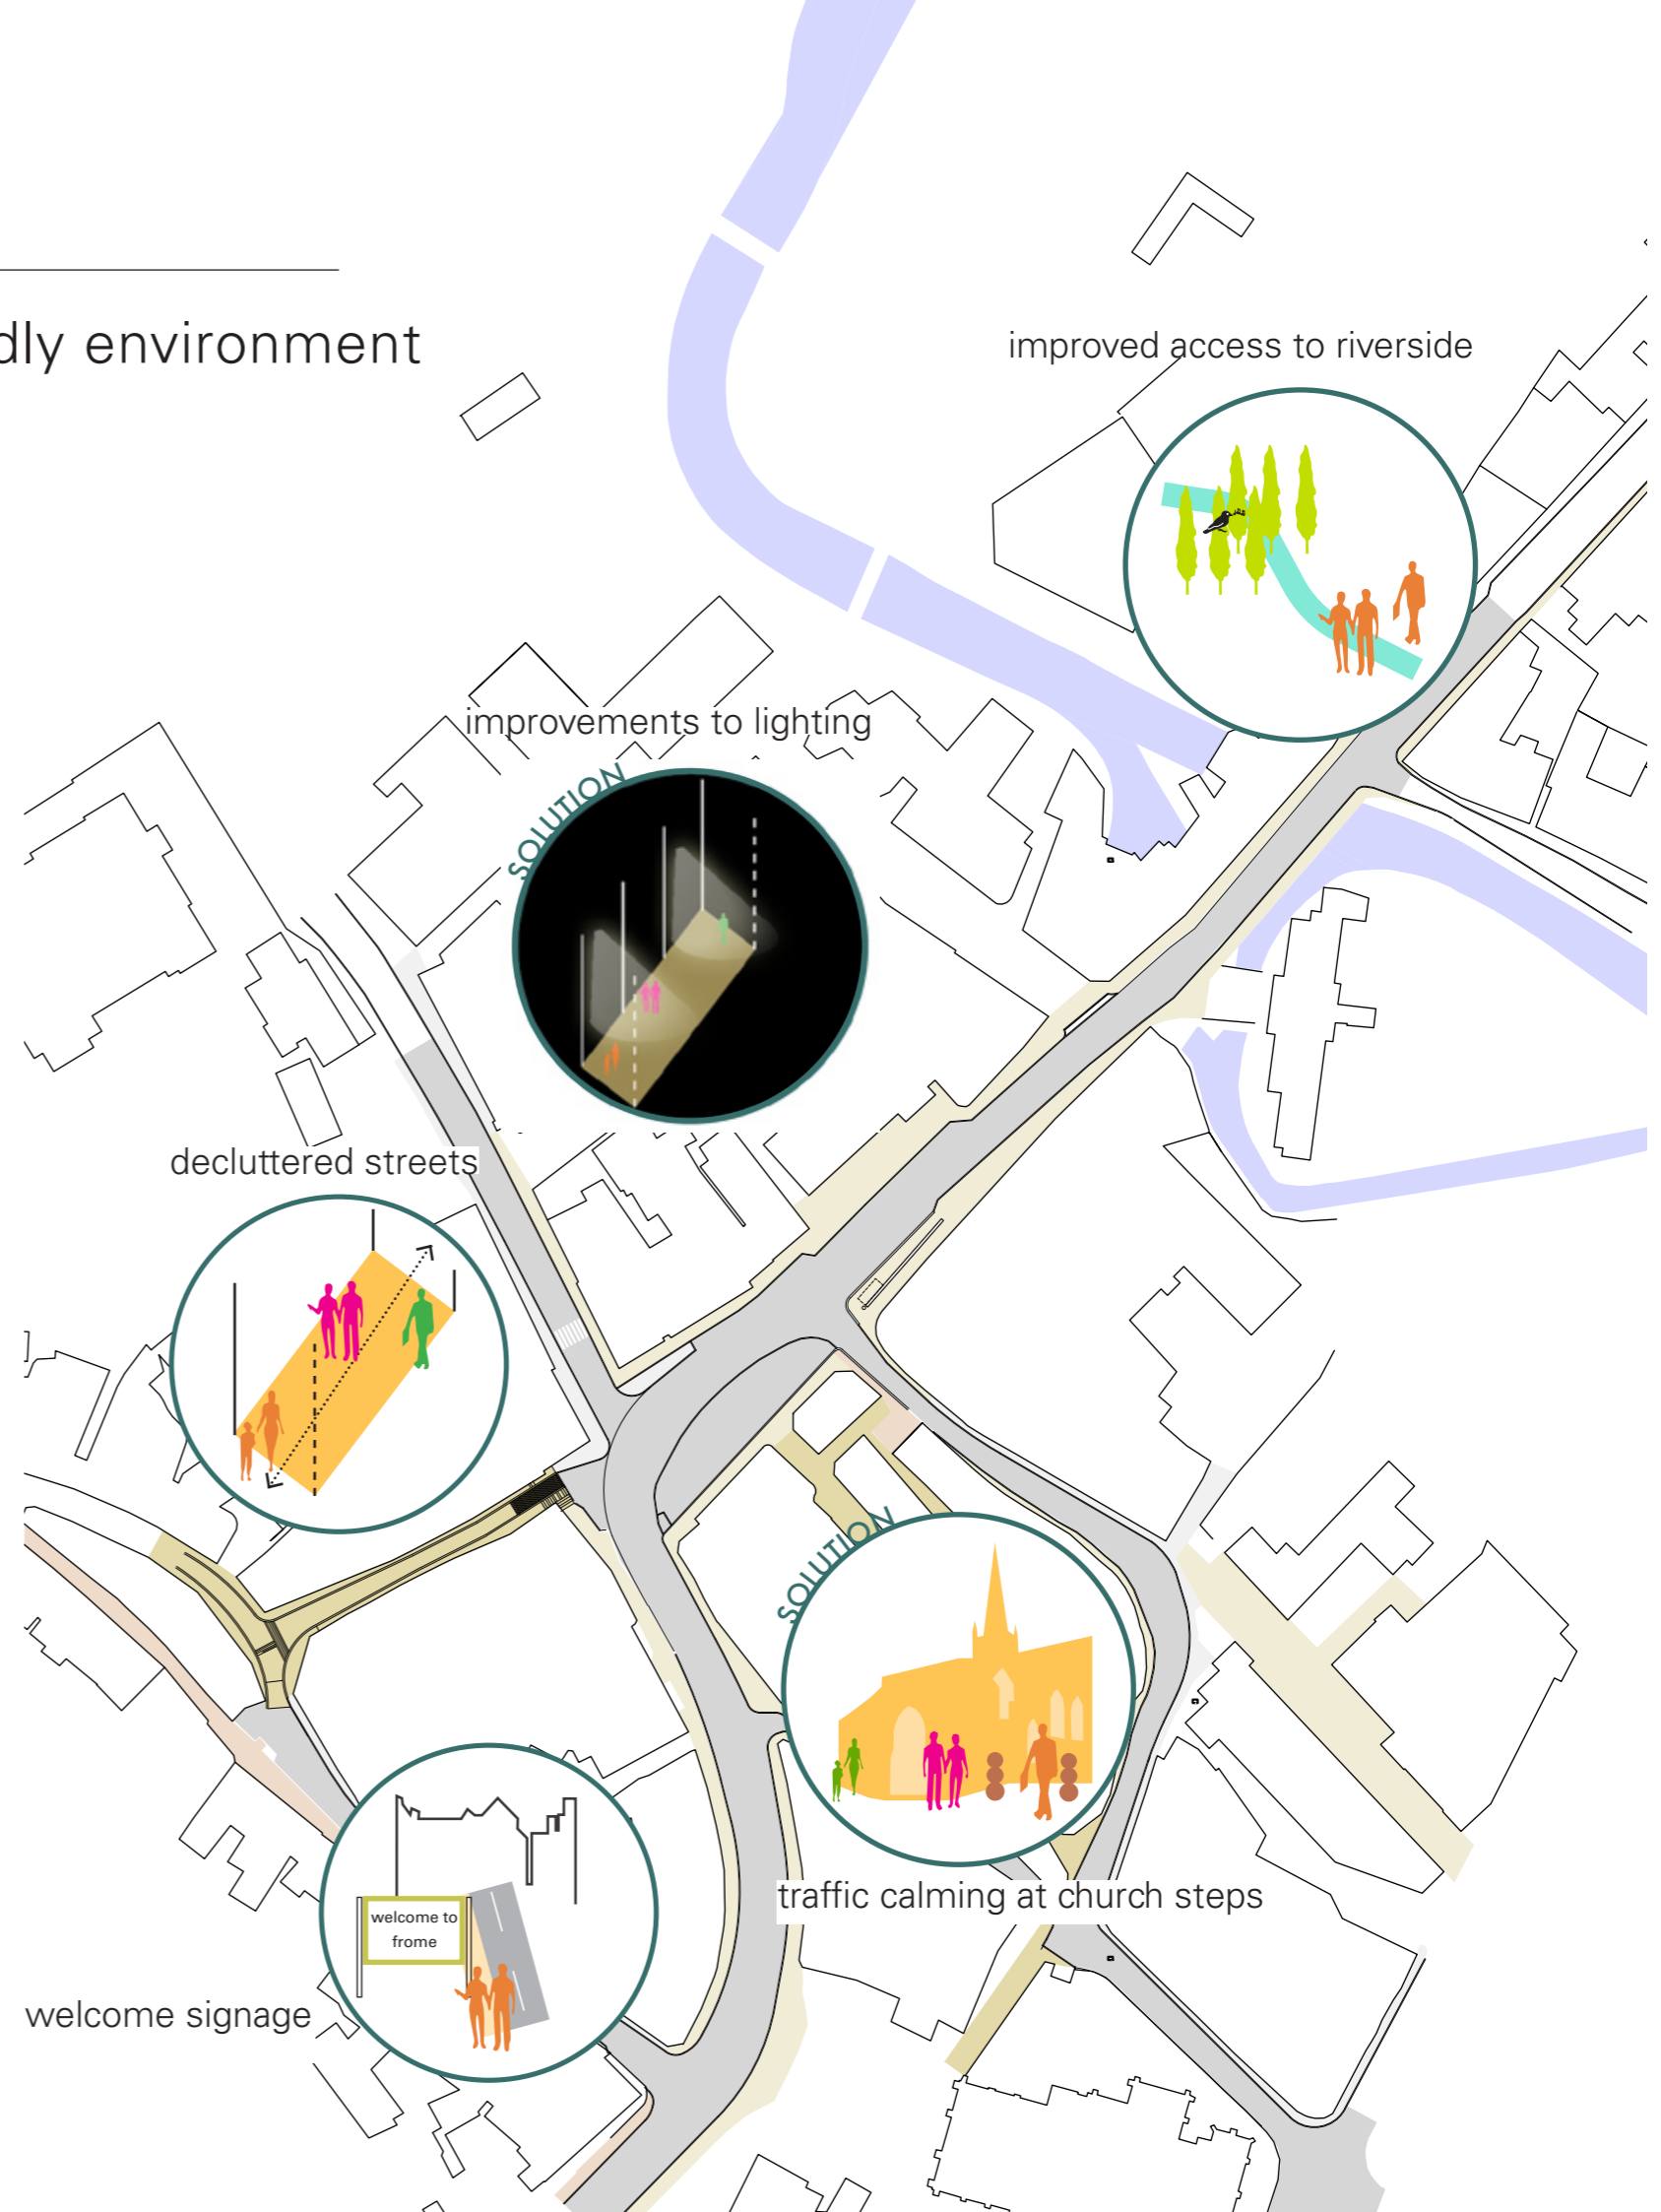 dly environment
improved access to riverside
improvements to lighting
SOLUTION
decluttered streets
SOLUTION
traffic calming at church steps
welcome to
frome
welcome signage